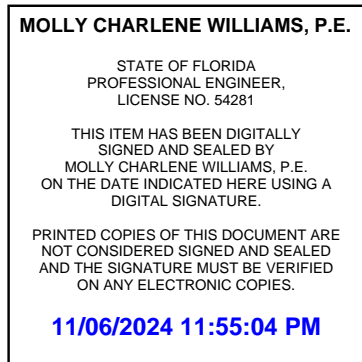 MOLLY CHARLENE WILLIAMS, P.E.
STATE OF FLORIDA
PROFESSIONAL ENGINEER,
LICENSE NO. 54281
THIS ITEM HAS BEEN DIGITALLY
SIGNED AND SEALED BY
MOLLY CHARLENE WILLIAMS, P.E.
ON THE DATE INDICATED HERE USING A
DIGITAL SIGNATURE.
PRINTED COPIES OF THIS DOCUMENT ARE
NOT CONSIDERED SIGNED AND SEALED
AND THE SIGNATURE MUST BE VERIFIED
ON ANY ELECTRONIC COPIES.
11/06/2024 11:55:04 PM